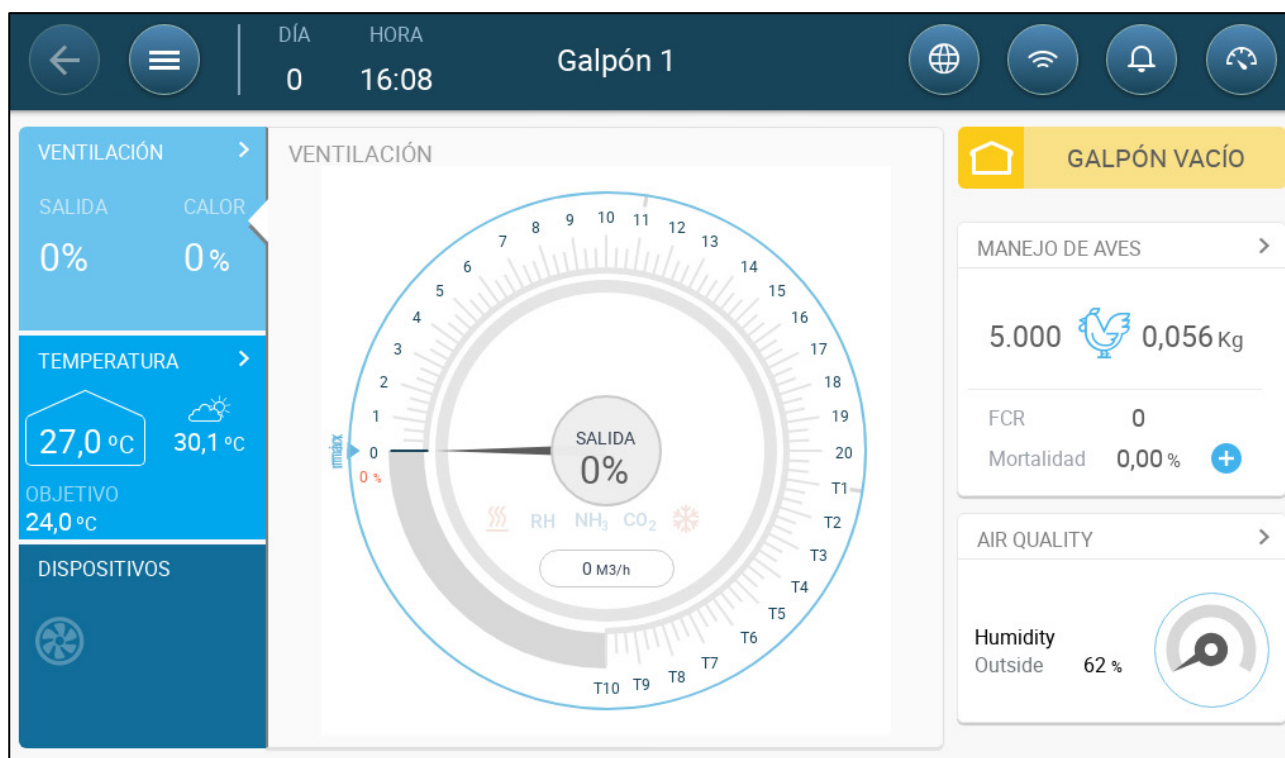 DÍA HORA
0 16:08
Galpón 1
VENTILACIÓN
SALIDA CALOR
0% 0 %
TEMPERATURA
27,0 °C 30,1 °C
OBJETIVO
24,0 °C
DISPOSITIVOS
VENTILACIÓN
0
1
2
3
4
5
6
7
8
9
10
11
12
13
14
15
16
17
18
19
20
T1
T2
T3
T4
T5
T6
T7
T8
T9
T10
0 %
SALIDA
0%
RH NH₃ CO₂
0 M3/h
GALPÓN VACÍO
MANEJO DE AVES
5.000 0,056 Kg
FCR 0
Mortalidad 0,00 %
AIR QUALITY
Humidity
Outside 62 %